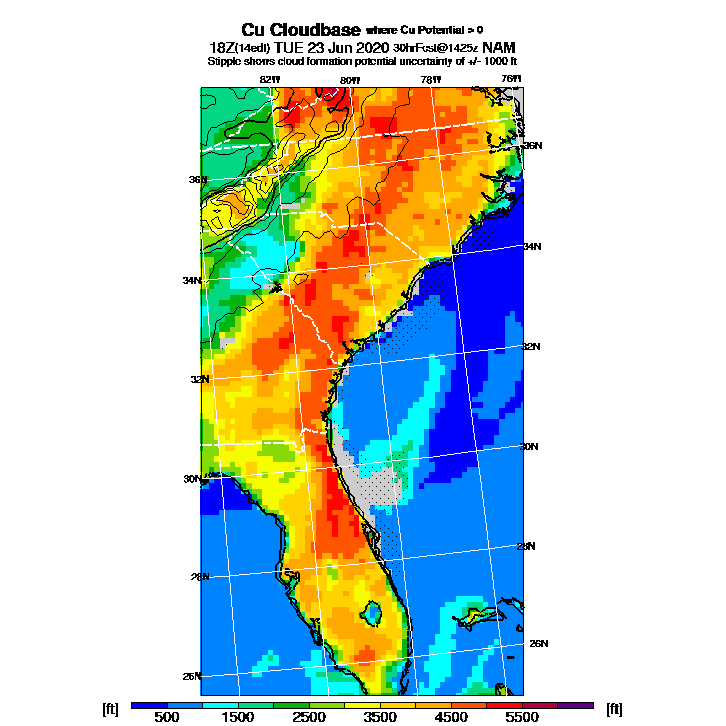 Cu Cloudbase where Cu Potential > 0
18Z(14edt) TUE 23 Jun 2020 30hrFcst@1425z NAM
Stipple shows cloud formation potential uncertainty of +/- 1000 ft
82W 80W 78W 76W
36N
36N
34N
34N
32N
32N
30N
30N
28N
28N
26N
26N
[ft] [ft]
500 1500 2500 3500 4500 5500